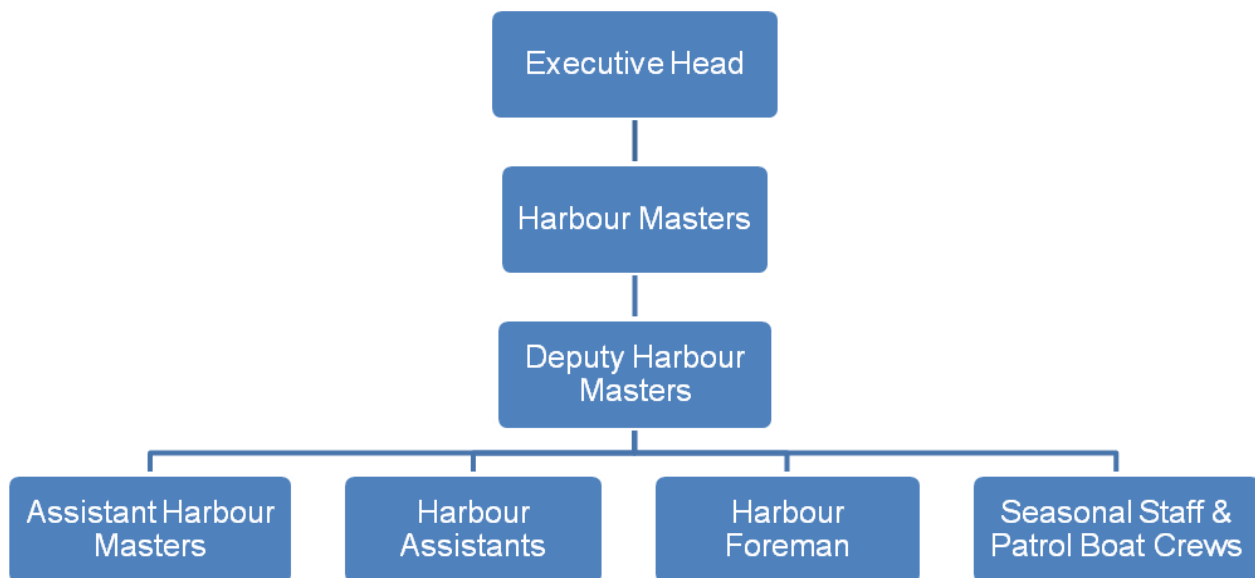 Executive Head
Harbour Masters
Deputy Harbour
Masters
Assistant Harbour
Masters
Harbour
Assistants
Harbour
Foreman
Seasonal Staff &
Patrol Boat Crews